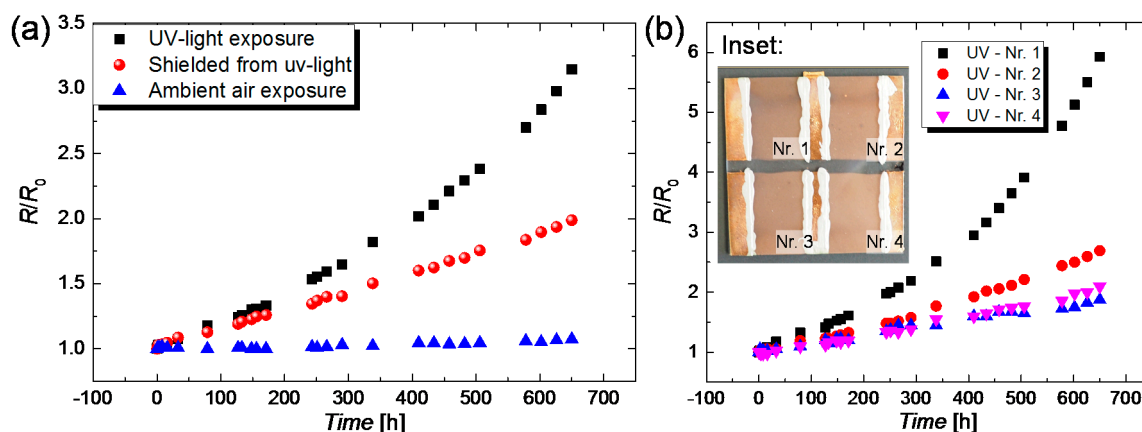 (a)
UV-light exposure
Shielded from uv-light
Ambient air exposure
3.5
3.0
2.5
2.0
1.5
1.0
R/R0
-100 0 100 200 300 400 500 600 700
Time [h]
(b)
Inset:
UV - Nr. 1
UV - Nr. 2
UV - Nr. 3
UV - Nr. 4
Nr. 1 Nr. 2
Nr. 3 Nr. 4
6
5
4
3
2
1
R/R0
-100 0 100 200 300 400 500 600 700
Time [h]